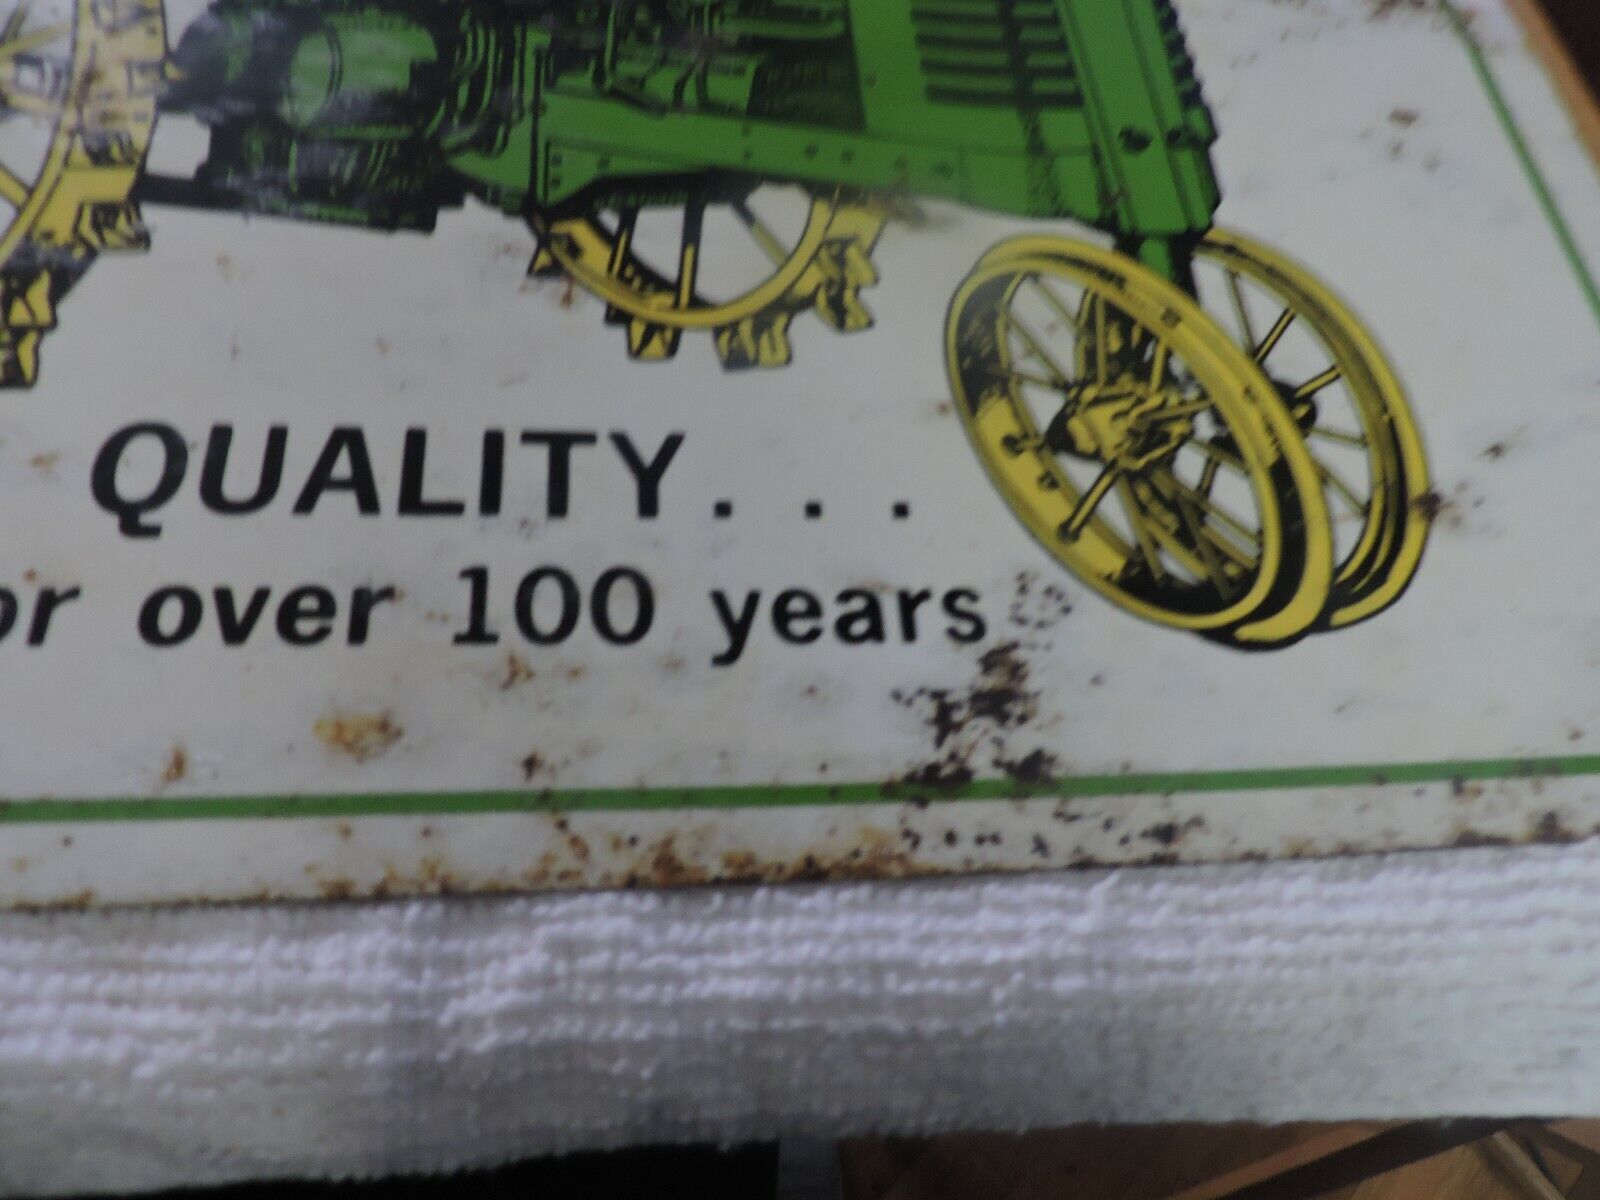 QUALITY. . .
or over 100 years